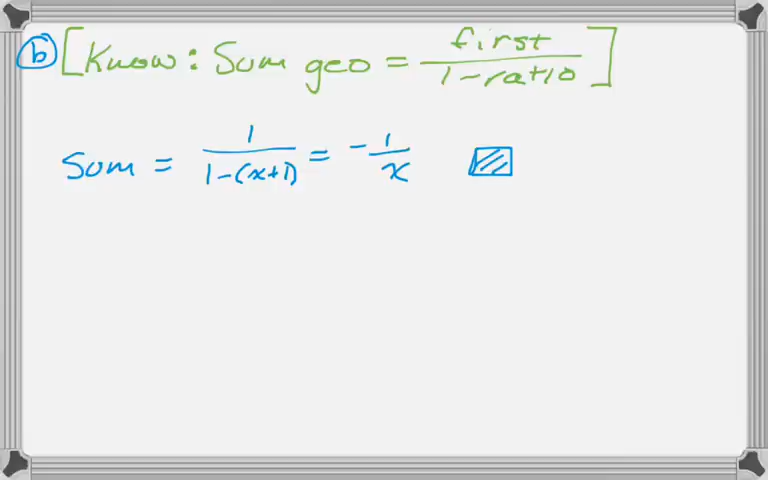 b [Know: Sum geo = first / 1-ratio]
Sum = 1 / 1-(x+1) = - 1 / x